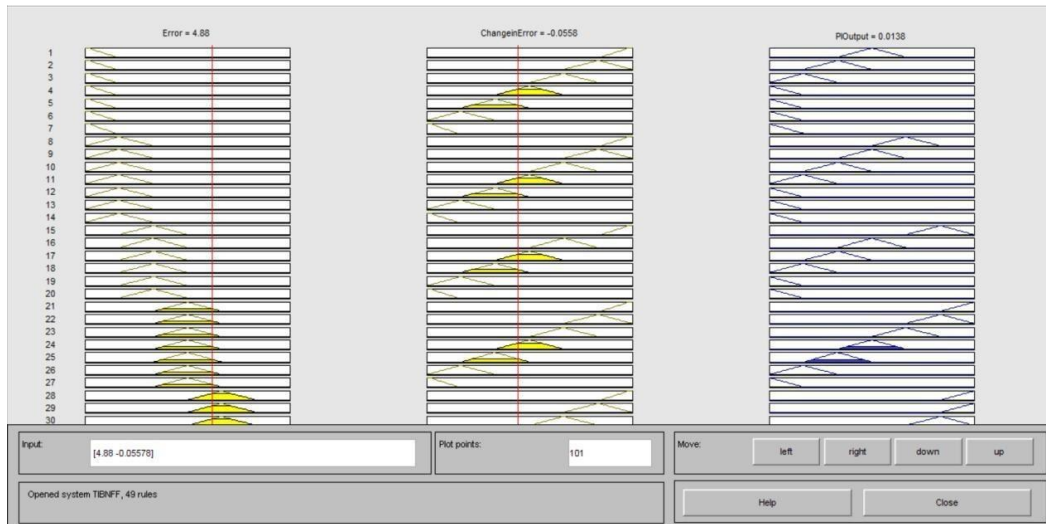 Error = 4.88
ChangeinError = -0.0558
PIOutput = 0.0138
1
2
3
4
5
6
7
8
9
10
11
12
13
14
15
16
17
18
19
20
21
22
23
24
25
26
27
28
29
30
Input:
[4.88 -0.05578]
Plot points:
101
Move:
left
right
down
up
Opened system TIBNFF, 49 rules
Help
Close